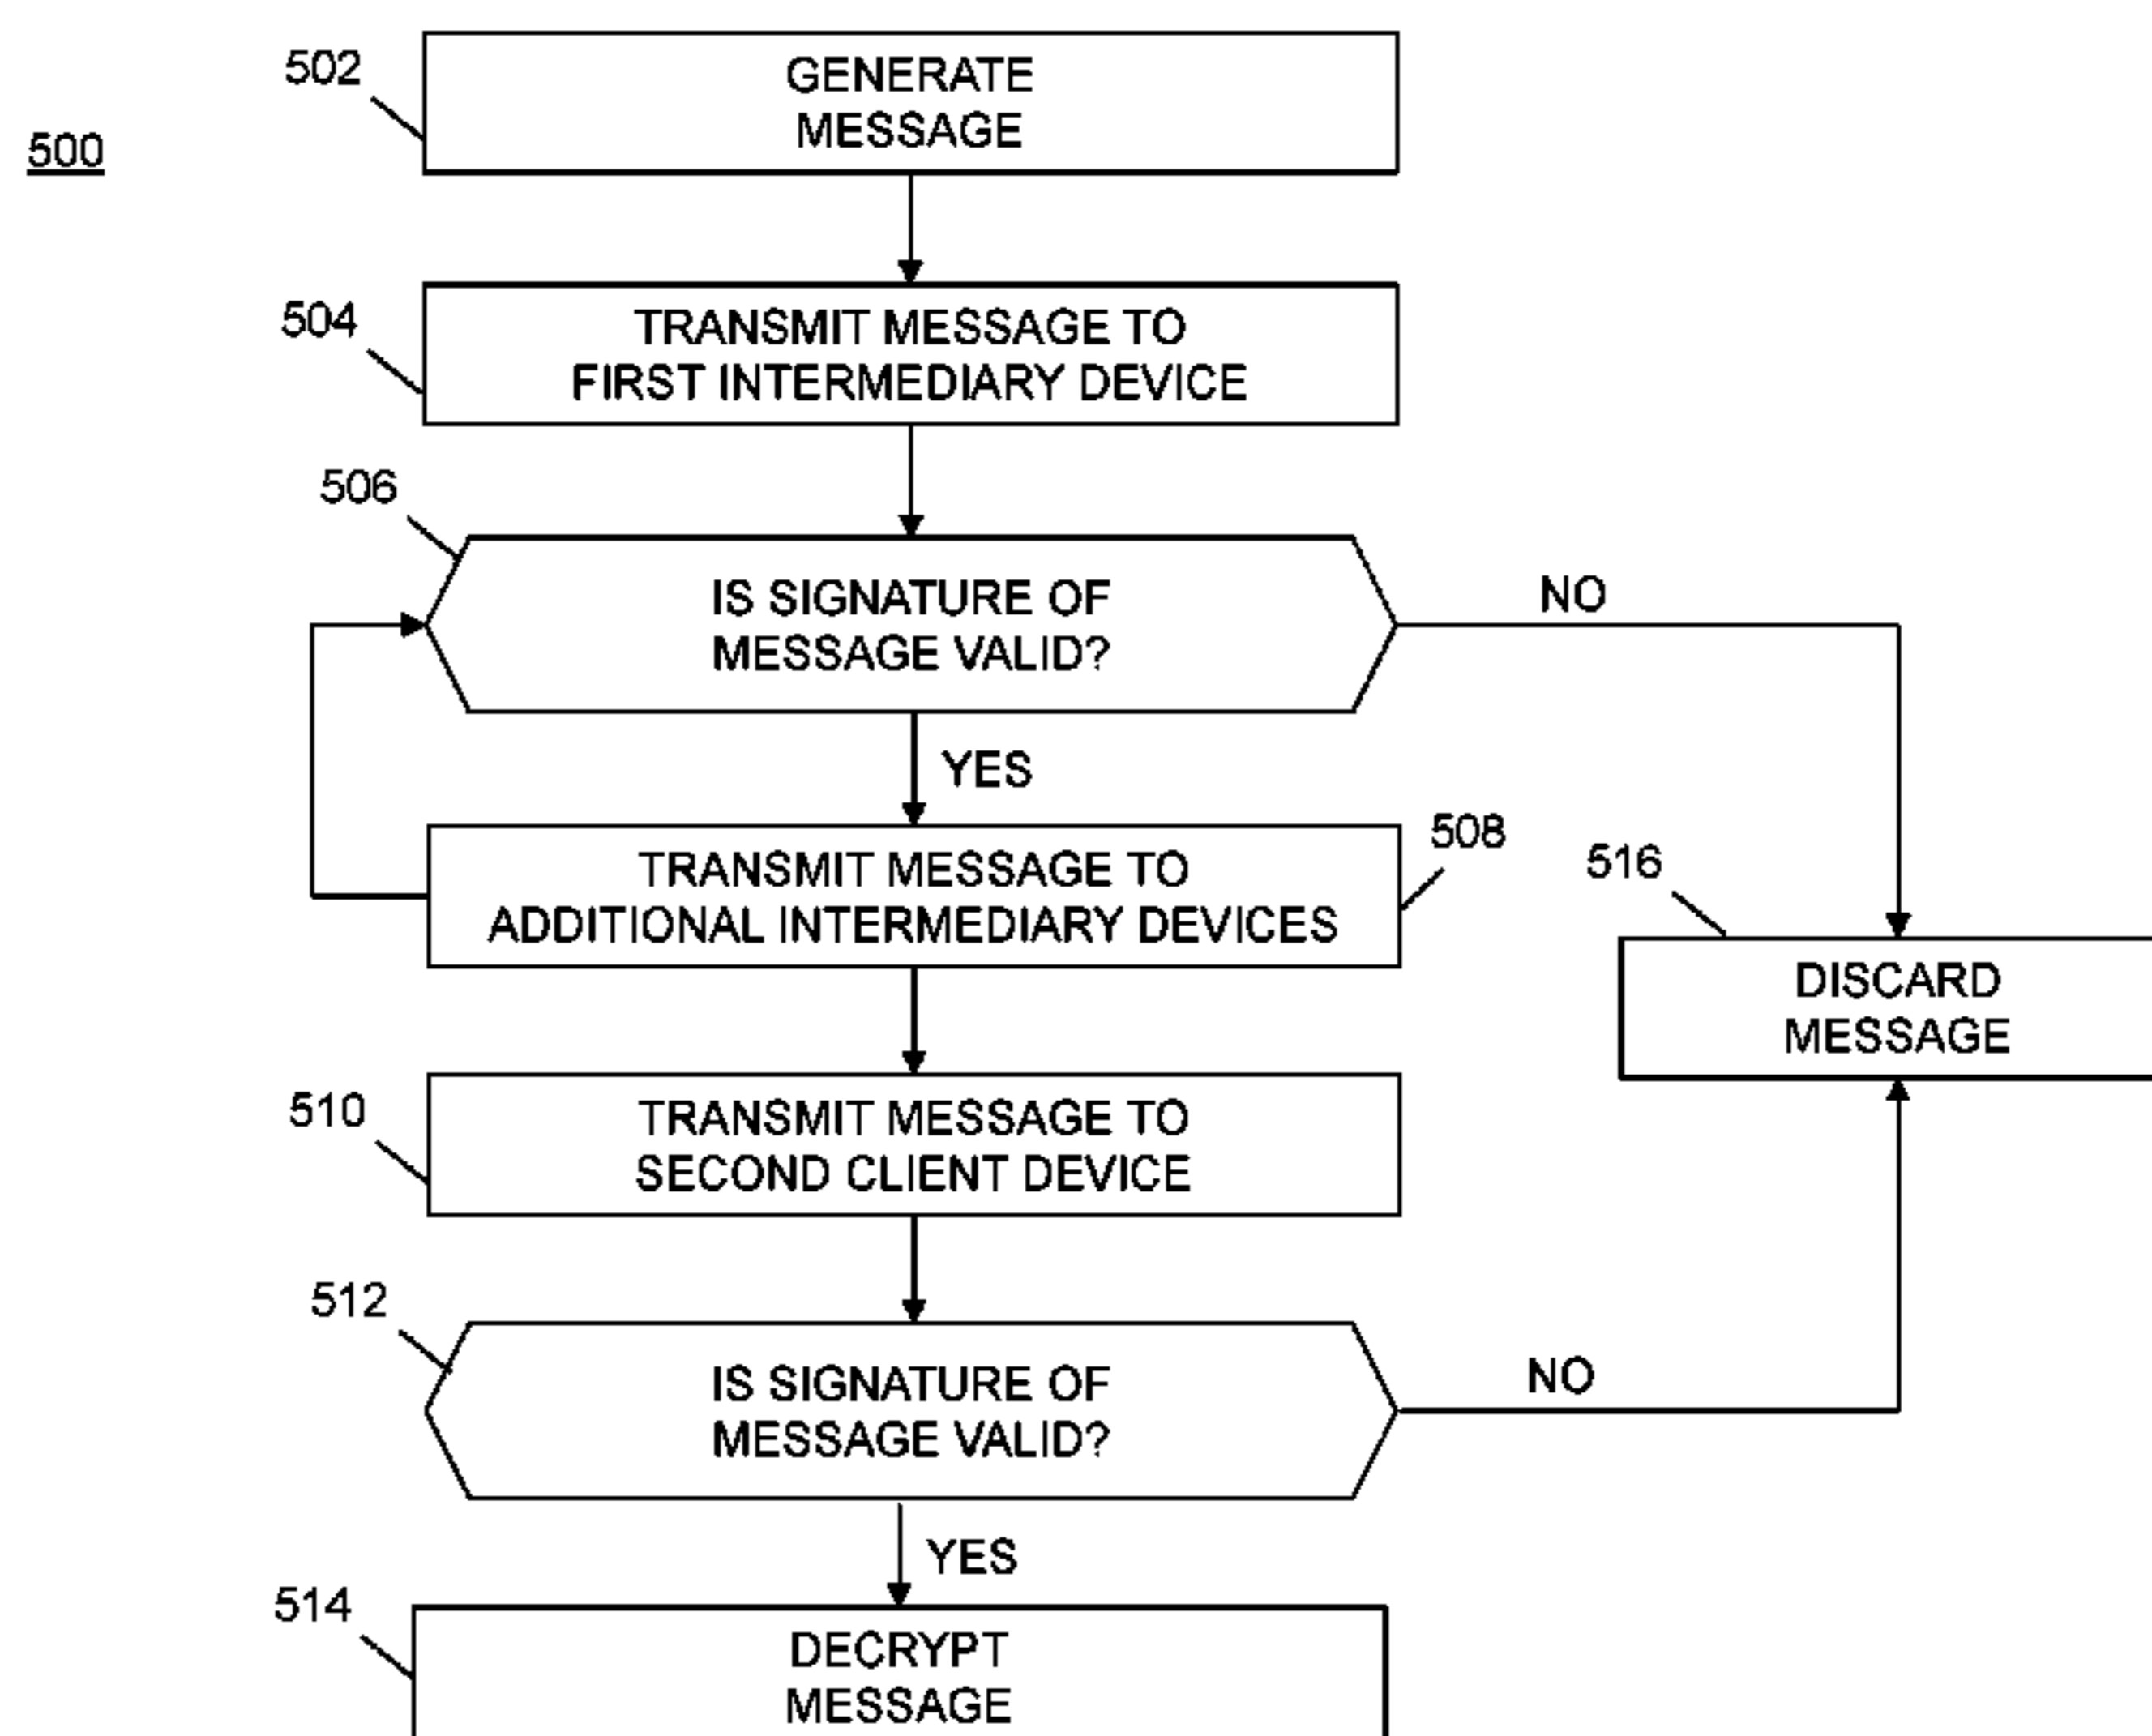 500
502
GENERATE
MESSAGE
504
TRANSMIT MESSAGE TO
FIRST INTERMEDIARY DEVICE
506
IS SIGNATURE OF
MESSAGE VALID?
NO
YES
508
TRANSMIT MESSAGE TO
ADDITIONAL INTERMEDIARY DEVICES
516
DISCARD
MESSAGE
510
TRANSMIT MESSAGE TO
SECOND CLIENT DEVICE
512
IS SIGNATURE OF
MESSAGE VALID?
NO
YES
514
DECRYPT
MESSAGE